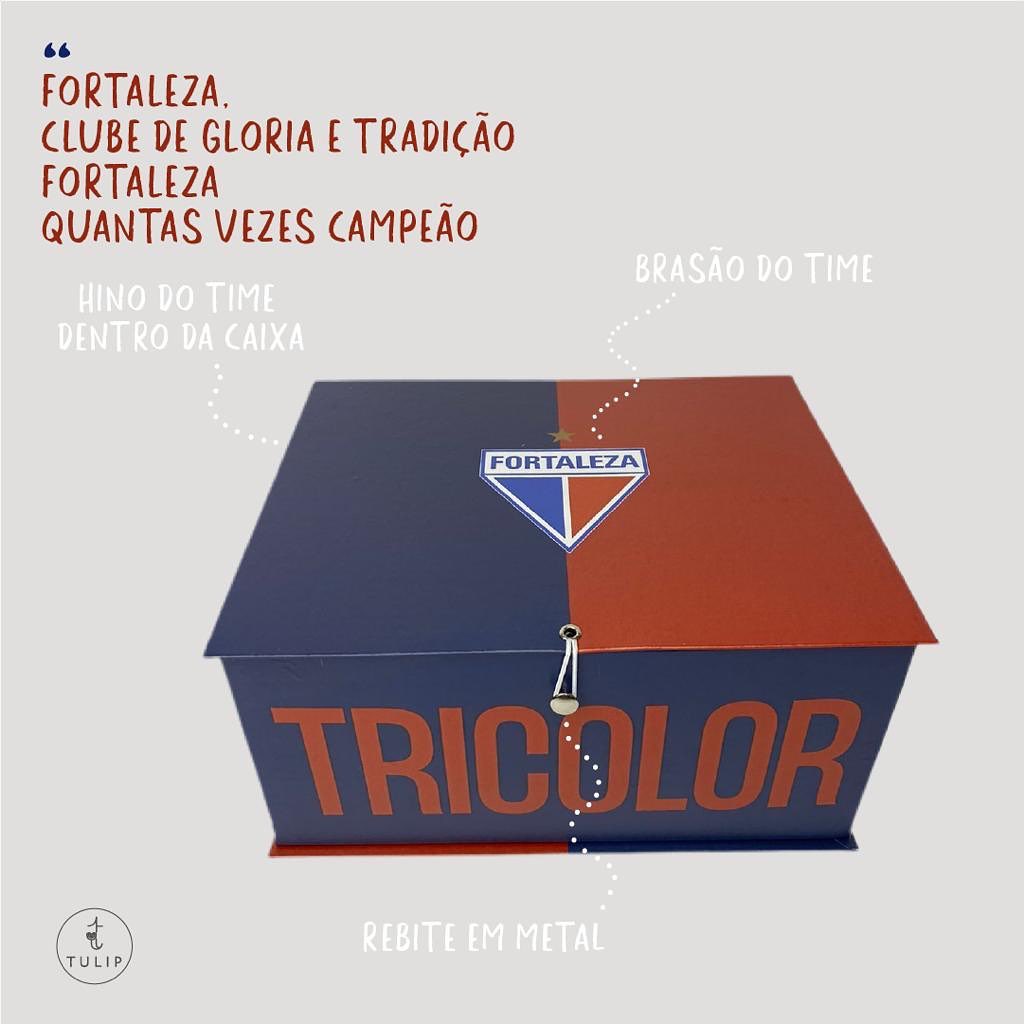 “
FORTALEZA,
CLUBE DE GLORIA E TRADIÇÃO
FORTALEZA
QUANTAS VEZES CAMPEÃO
BRASÃO DO TIME
HINO DO TIME
DENTRO DA CAIXA
FORTALEZA
TRICOLOR
REBITE EM METAL
t
TULIP